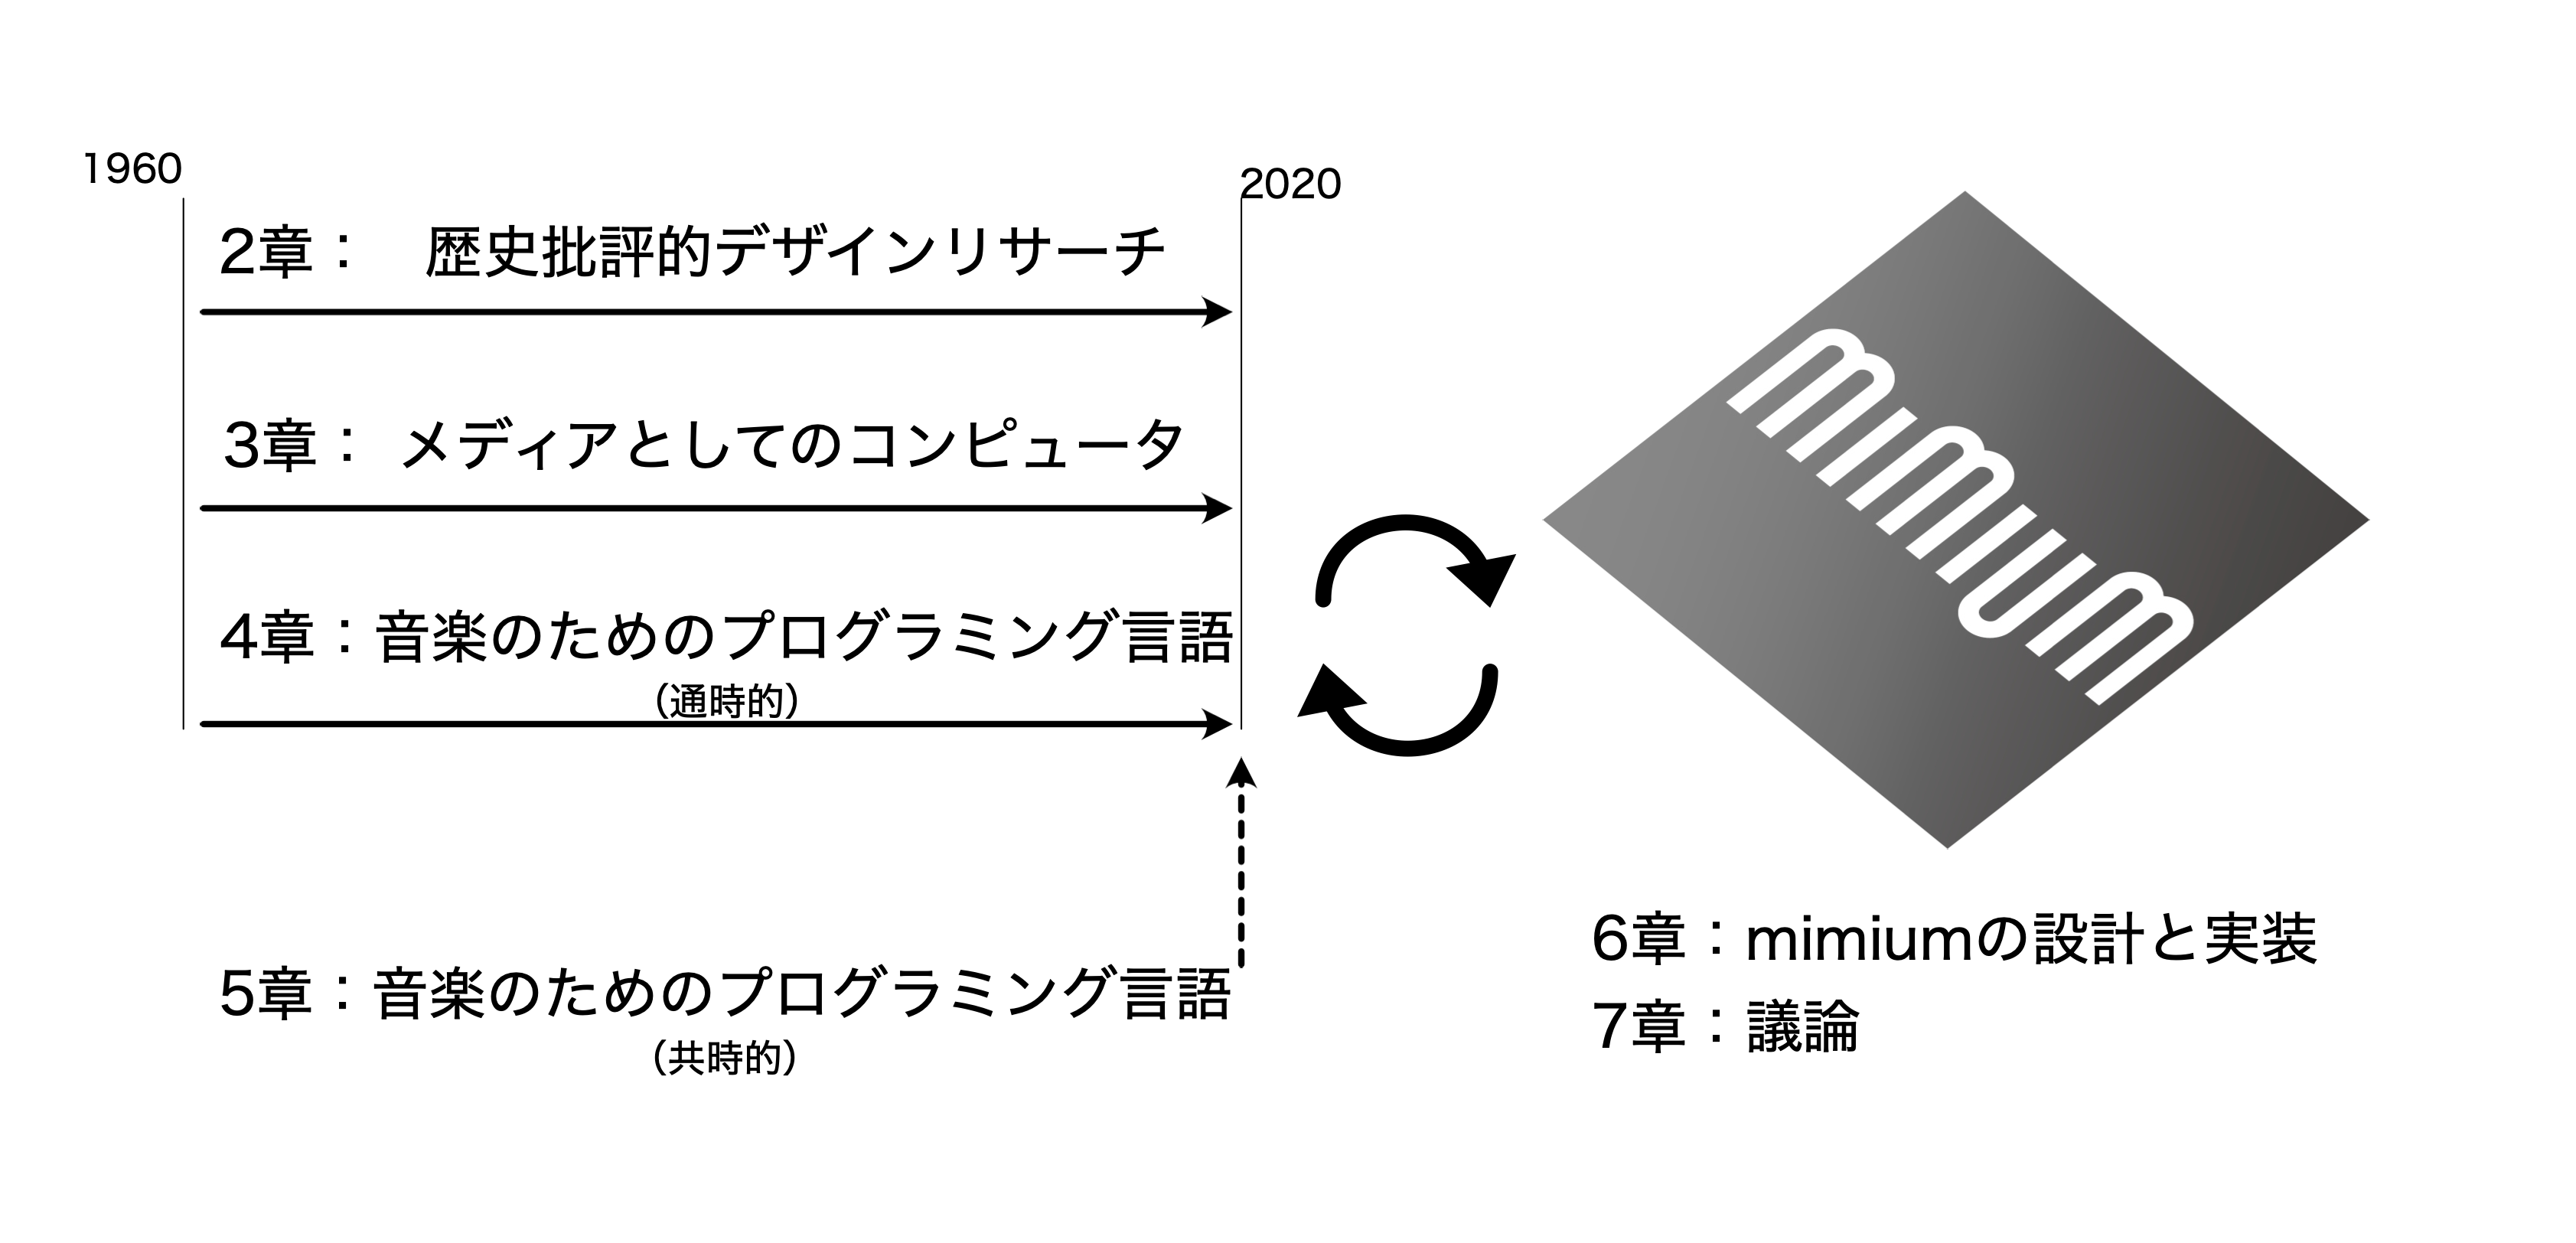 1960
2020
2章： 歴史批評的デザインリサーチ
3章： メディアとしてのコンピュータ
4章：音楽のためのプログラミング言語
（通時的）
5章：音楽のためのプログラミング言語
（共時的）
mimium
6章：mimiumの設計と実装
7章：議論